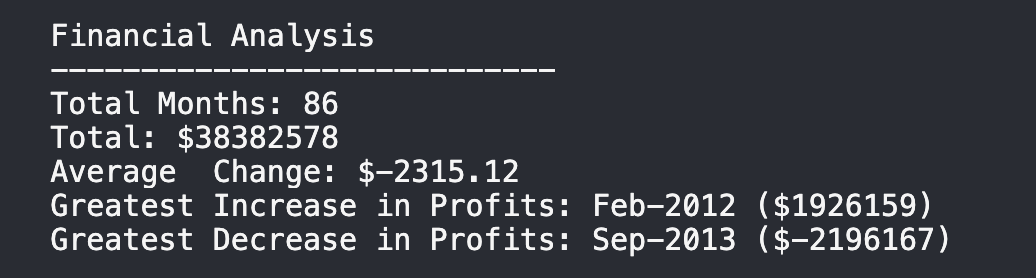 Financial Analysis
----------------------------
Total Months: 86
Total: $38382578
Average  Change: $-2315.12
Greatest Increase in Profits: Feb-2012 ($1926159)
Greatest Decrease in Profits: Sep-2013 ($-2196167)